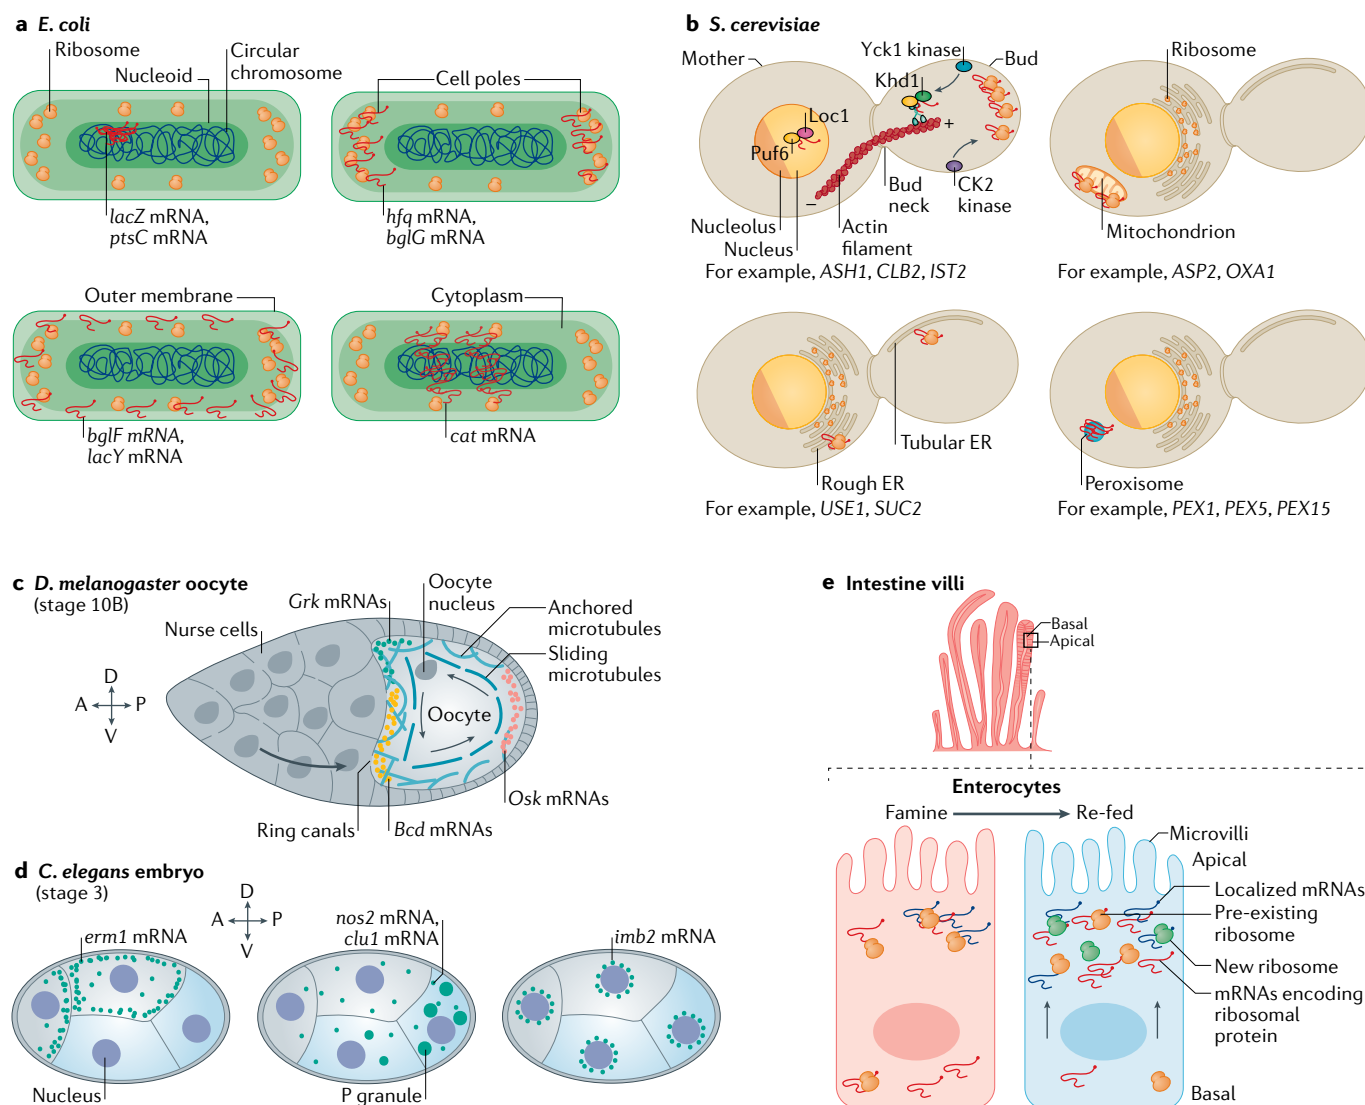 a E. coli
Ribosome
Nucleoid
Circular
chromosome
Cell poles
lacZ mRNA,
ptsC mRNA
hfq mRNA,
bglG mRNA
Outer membrane
Cytoplasm
bglF mRNA,
lacY mRNA
cat mRNA
b S. cerevisiae
Mother
Yck1 kinase
Bud
Khd1
Loc1
Puf6
+
−
Nucleolus
Nucleus
Actin
filament
Bud
neck
CK2
kinase
For example, ASH1, CLB2, IST2
Ribosome
Mitochondrion
For example, ASP2, OXA1
Tubular ER
Rough ER
For example, USE1, SUC2
Peroxisome
For example, PEX1, PEX5, PEX15
c D. melanogaster oocyte
(stage 10B)
Grk mRNAs
Oocyte
nucleus
Anchored
microtubules
Sliding
microtubules
Nurse cells
D
A P
V
Oocyte
Osk mRNAs
Ring canals
Bcd mRNAs
d C. elegans embryo
(stage 3)
D
A P
V
erm1 mRNA
nos2 mRNA,
clu1 mRNA
imb2 mRNA
Nucleus
P granule
e Intestine villi
Basal
Apical
Enterocytes
Famine
Re-fed
Microvilli
Apical
Localized mRNAs
Pre-existing
ribosome
New ribosome
mRNAs encoding
ribosomal
protein
Basal